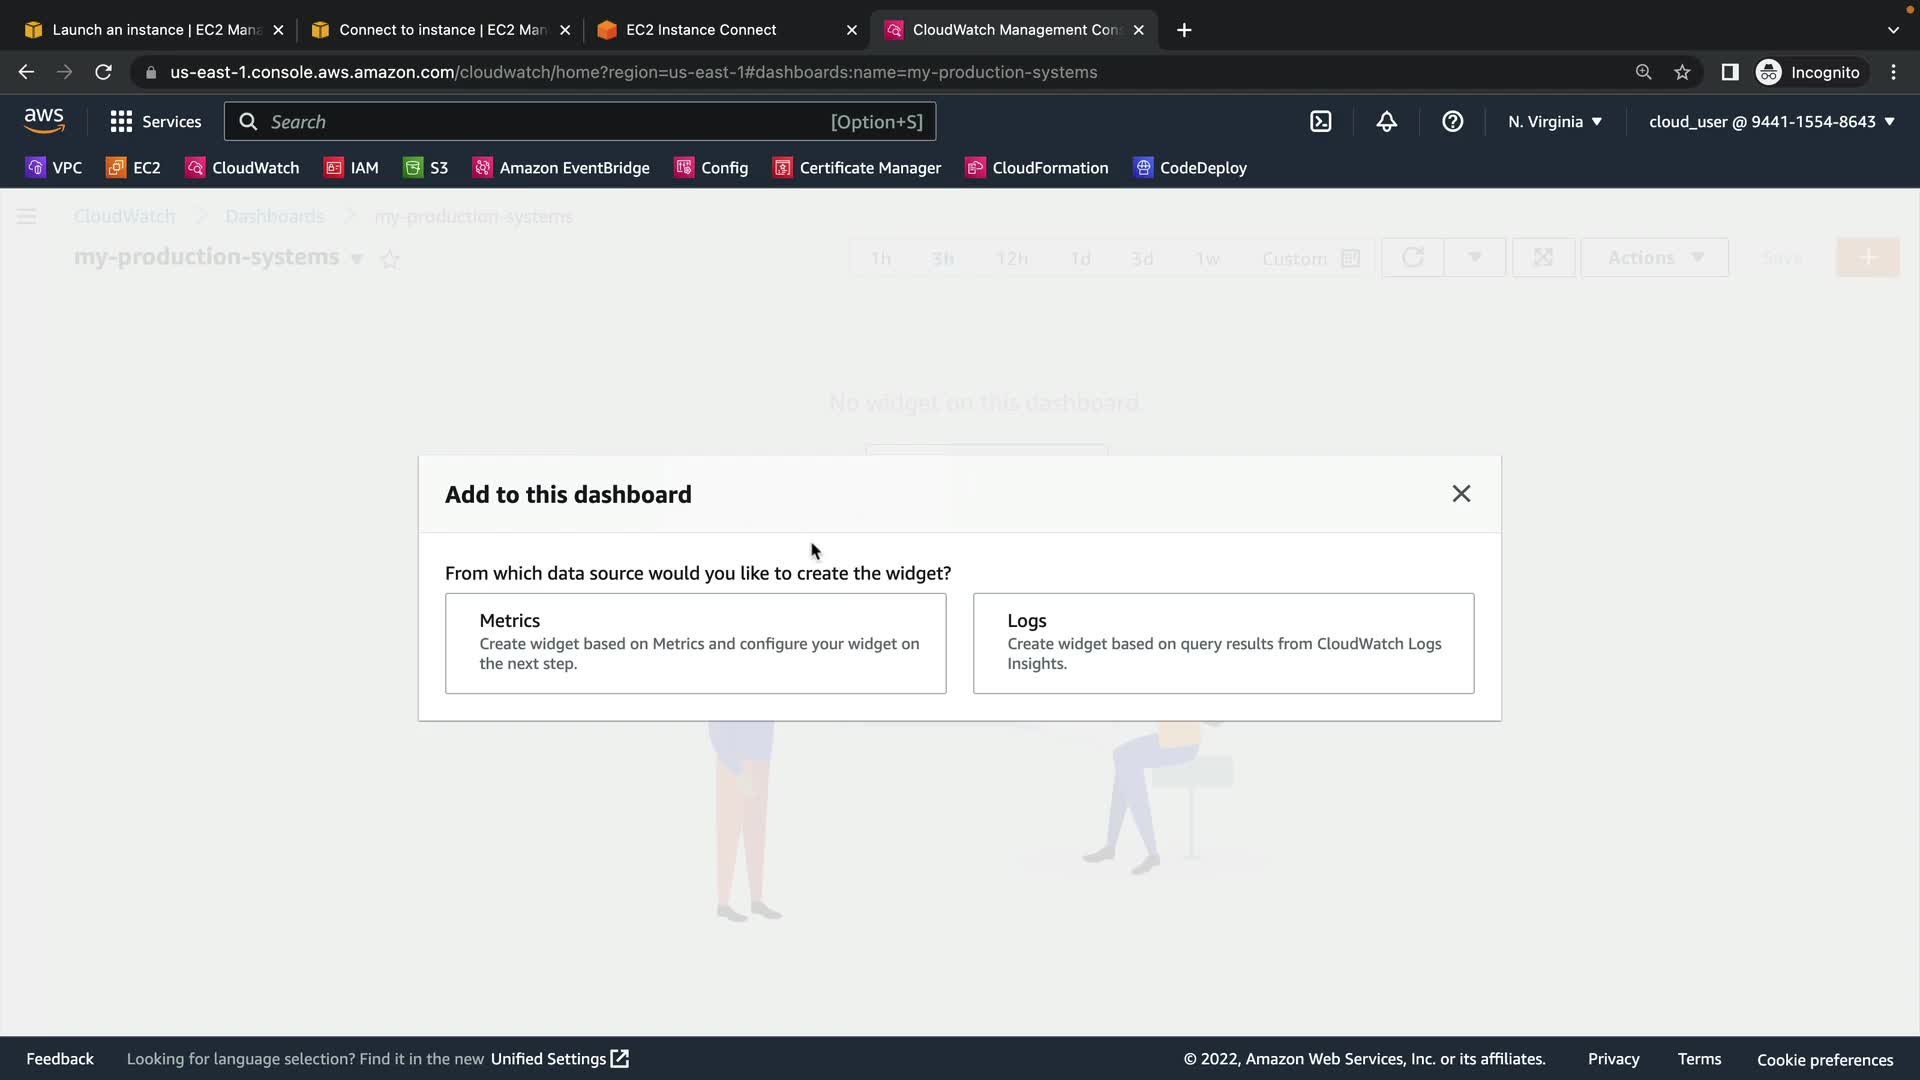 Launch an instance | EC2 Mana
Connect to instance | EC2 Man
EC2 Instance Connect
CloudWatch Management Cons
us-east-1.console.aws.amazon.com/cloudwatch/home?region=us-east-1#dashboards:name=my-production-systems
Incognito
aws
Services
Search
[Option+S]
N. Virginia
cloud_user @ 9441-1554-8643
VPC
EC2
CloudWatch
IAM
S3
Amazon EventBridge
Config
Certificate Manager
CloudFormation
CodeDeploy
CloudWatch
Dashboards
my-production-systems
my-production-systems
1h
3h
12h
1d
3d
1w
Custom
Actions
Save
No widget on this dashboard.
Add to this dashboard
From which data source would you like to create the widget?
Metrics
Create widget based on Metrics and configure your widget on
the next step.
Logs
Create widget based on query results from CloudWatch Logs
Insights.
Feedback
Looking for language selection? Find it in the new Unified Settings
© 2022, Amazon Web Services, Inc. or its affiliates.
Privacy
Terms
Cookie preferences